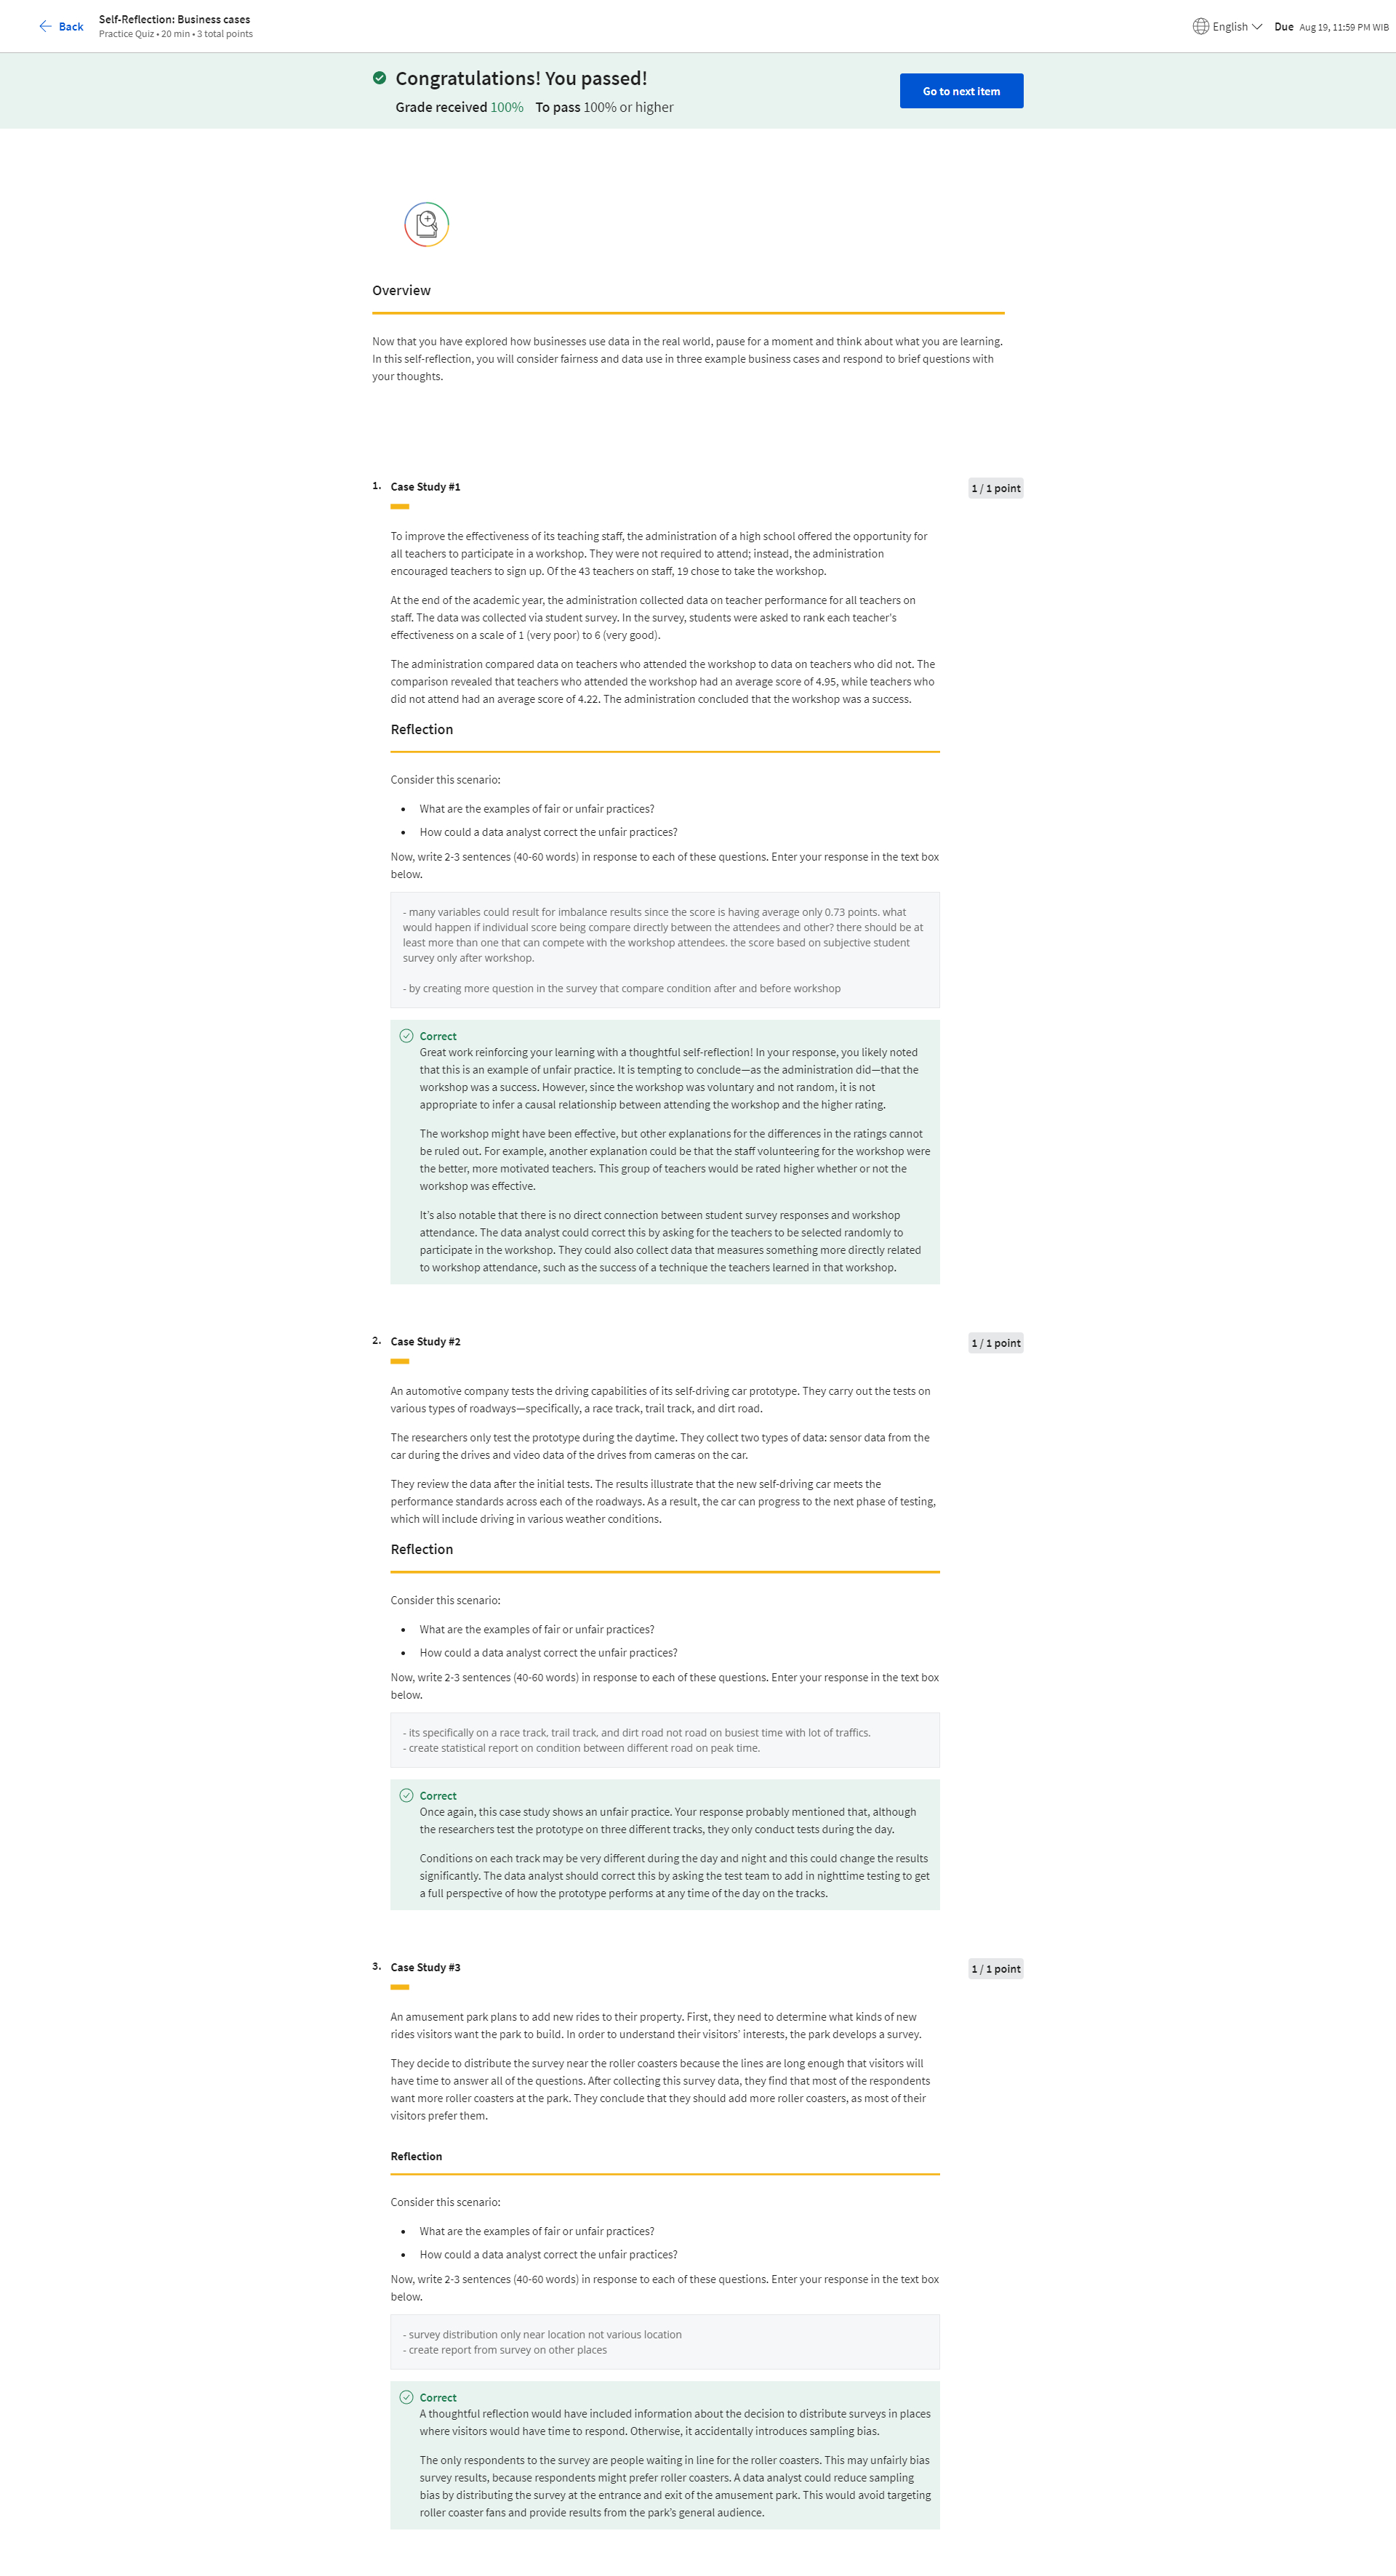 Back
Self-Reflection: Business cases
Practice Quiz • 20 min • 3 total points
English
Due Aug 19, 11:59 PM WIB
Congratulations! You passed!
Grade received 100% To pass 100% or higher
Go to next item
Overview
Now that you have explored how businesses use data in the real world, pause for a moment and think about what you are learning.
In this self-reflection, you will consider fairness and data use in three example business cases and respond to brief questions with
your thoughts.
1. Case Study #1
1 / 1 point
To improve the effectiveness of its teaching staff, the administration of a high school offered the opportunity for
all teachers to participate in a workshop. They were not required to attend; instead, the administration
encouraged teachers to sign up. Of the 43 teachers on staff, 19 chose to take the workshop.
At the end of the academic year, the administration collected data on teacher performance for all teachers on
staff. The data was collected via student survey. In the survey, students were asked to rank each teacher's
effectiveness on a scale of 1 (very poor) to 6 (very good).
The administration compared data on teachers who attended the workshop to data on teachers who did not. The
comparison revealed that teachers who attended the workshop had an average score of 4.95, while teachers who
did not attend had an average score of 4.22. The administration concluded that the workshop was a success.
Reflection
Consider this scenario:
• What are the examples of fair or unfair practices?
• How could a data analyst correct the unfair practices?
Now, write 2-3 sentences (40-60 words) in response to each of these questions. Enter your response in the text box
below.
- many variables could result for imbalance results since the score is having average only 0.73 points. what
would happen if individual score being compare directly between the attendees and other? there should be at
least more than one that can compete with the workshop attendees. the score based on subjective student
survey only after workshop.
- by creating more question in the survey that compare condition after and before workshop
Correct
Great work reinforcing your learning with a thoughtful self-reflection! In your response, you likely noted
that this is an example of unfair practice. It is tempting to conclude—as the administration did—that the
workshop was a success. However, since the workshop was voluntary and not random, it is not
appropriate to infer a causal relationship between attending the workshop and the higher rating.
The workshop might have been effective, but other explanations for the differences in the ratings cannot
be ruled out. For example, another explanation could be that the staff volunteering for the workshop were
the better, more motivated teachers. This group of teachers would be rated higher whether or not the
workshop was effective.
It's also notable that there is no direct connection between student survey responses and workshop
attendance. The data analyst could correct this by asking for the teachers to be selected randomly to
participate in the workshop. They could also collect data that measures something more directly related
to workshop attendance, such as the success of a technique the teachers learned in that workshop.
2. Case Study #2
1 / 1 point
An automotive company tests the driving capabilities of its self-driving car prototype. They carry out the tests on
various types of roadways—specifically, a race track, trail track, and dirt road.
The researchers only test the prototype during the daytime. They collect two types of data: sensor data from the
car during the drives and video data of the drives from cameras on the car.
They review the data after the initial tests. The results illustrate that the new self-driving car meets the
performance standards across each of the roadways. As a result, the car can progress to the next phase of testing,
which will include driving in various weather conditions.
Reflection
Consider this scenario:
• What are the examples of fair or unfair practices?
• How could a data analyst correct the unfair practices?
Now, write 2-3 sentences (40-60 words) in response to each of these questions. Enter your response in the text box
below.
- its specifically on a race track, trail track, and dirt road not road on busiest time with lot of traffics.
- create statistical report on condition between different road on peak time.
Correct
Once again, this case study shows an unfair practice. Your response probably mentioned that, although
the researchers test the prototype on three different tracks, they only conduct tests during the day.
Conditions on each track may be very different during the day and night and this could change the results
significantly. The data analyst should correct this by asking the test team to add in nighttime testing to get
a full perspective of how the prototype performs at any time of the day on the tracks.
3. Case Study #3
1 / 1 point
An amusement park plans to add new rides to their property. First, they need to determine what kinds of new
rides visitors want the park to build. In order to understand their visitors' interests, the park develops a survey.
They decide to distribute the survey near the roller coasters because the lines are long enough that visitors will
have time to answer all of the questions. After collecting this survey data, they find that most of the respondents
want more roller coasters at the park. They conclude that they should add more roller coasters, as most of their
visitors prefer them.
Reflection
Consider this scenario:
• What are the examples of fair or unfair practices?
• How could a data analyst correct the unfair practices?
Now, write 2-3 sentences (40-60 words) in response to each of these questions. Enter your response in the text box
below.
- survey distribution only near location not various location
- create report from survey on other places
Correct
A thoughtful reflection would have included information about the decision to distribute surveys in places
where visitors would have time to respond. Otherwise, it accidentally introduces sampling bias.
The only respondents to the survey are people waiting in line for the roller coasters. This may unfairly bias
survey results, because respondents might prefer roller coasters. A data analyst could reduce sampling
bias by distributing the survey at the entrance and exit of the amusement park. This would avoid targeting
roller coaster fans and provide results from the park's general audience.